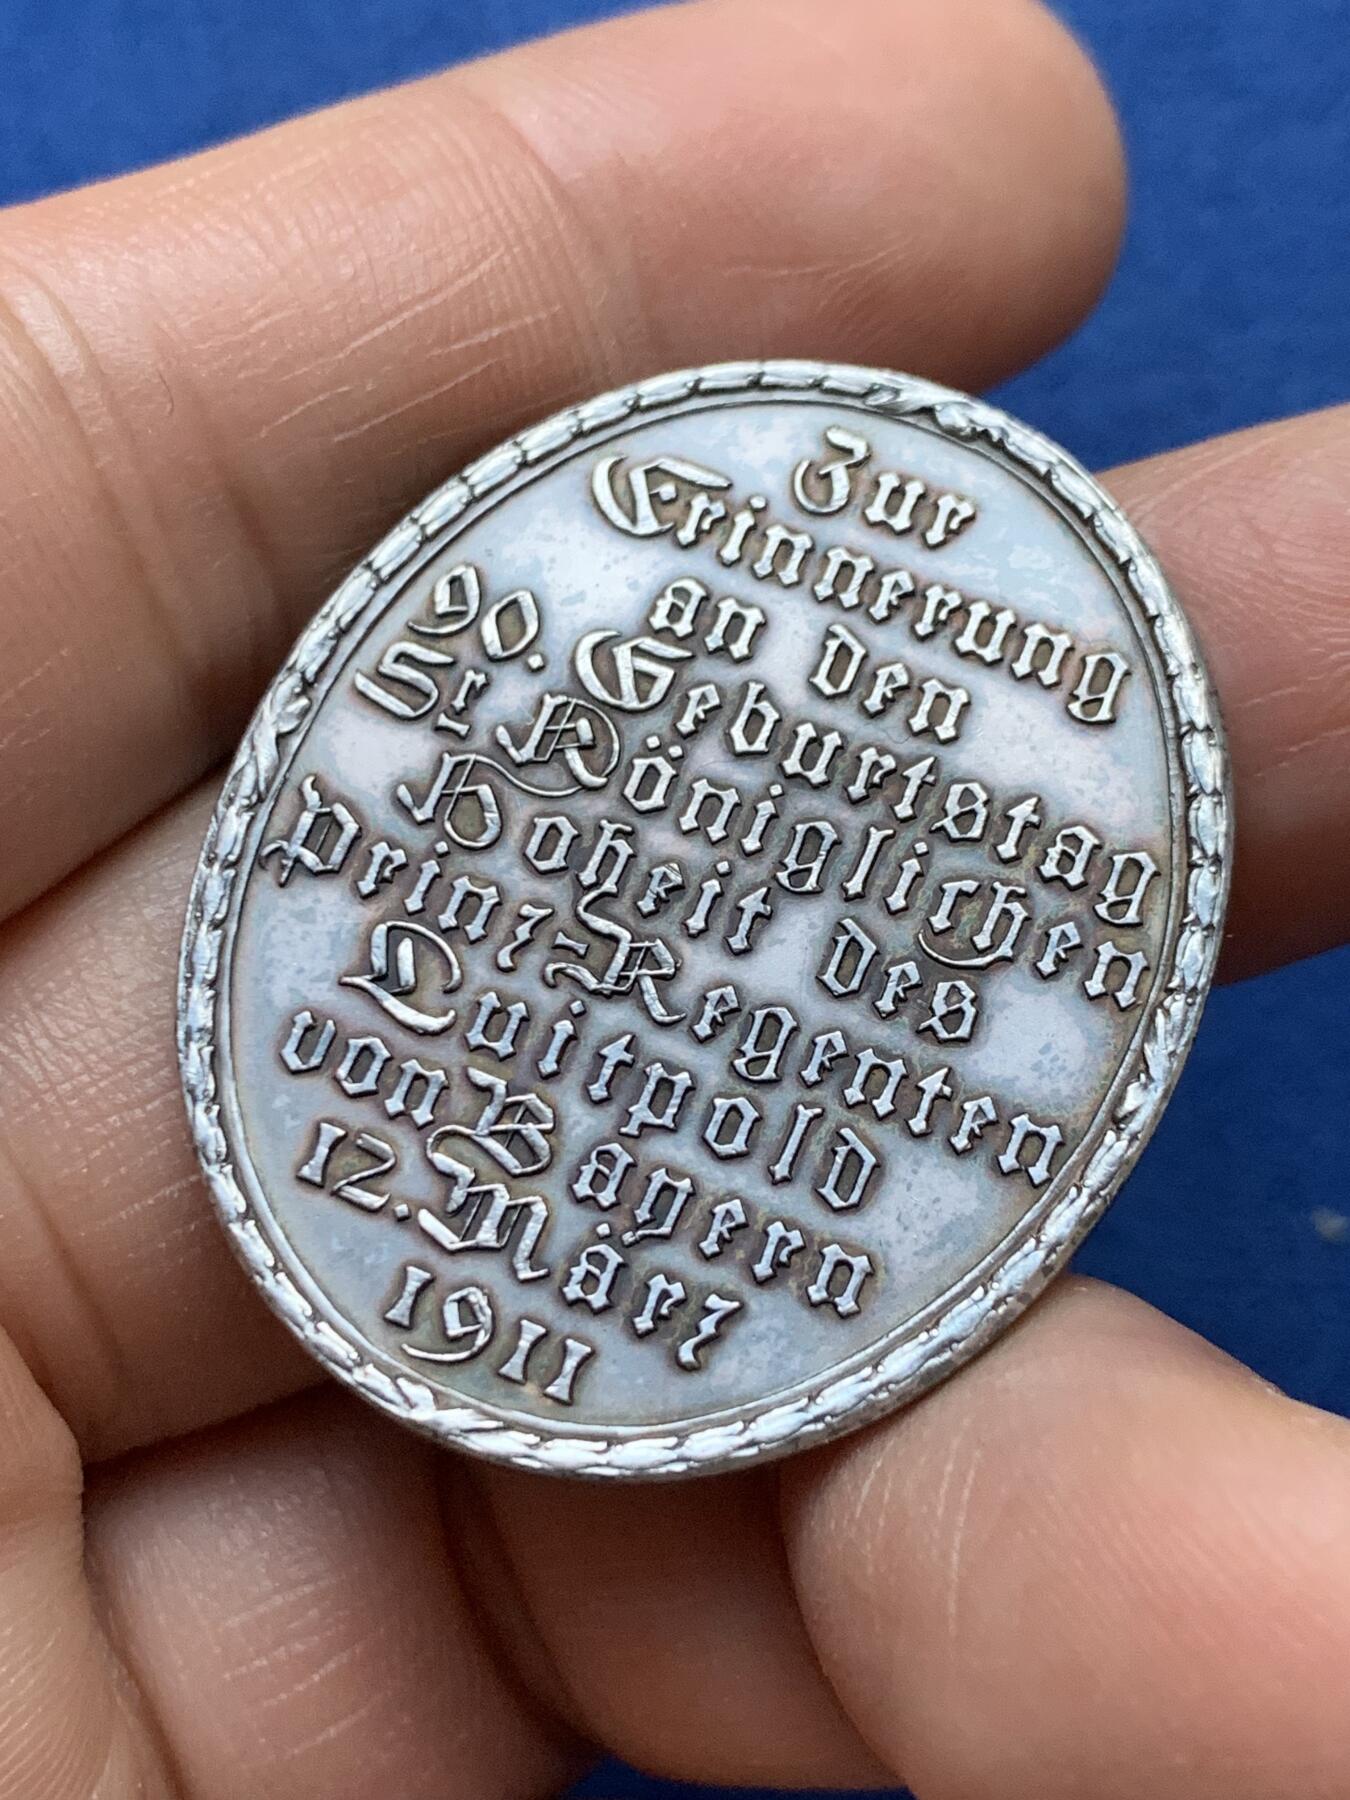 Zur
Erinnerung
an den
90. Geburtstag
Sr. Königlichen
Hoheit des
Prinz-Regenten
Luitpold
von Bayern
12. März
1911